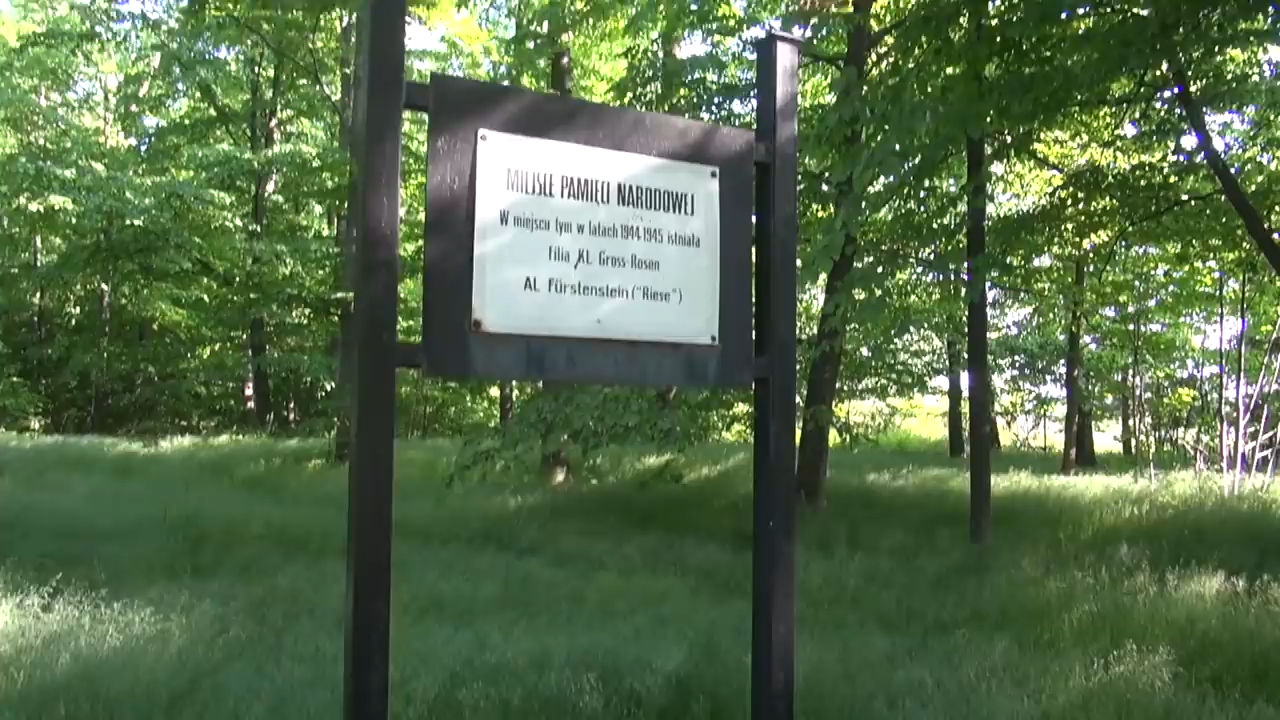 MIEJSCE PAMIĘCI NARODOWEJ
W miejscu tym w latach 1944-1945 istniała
filia KL Gross-Rosen
AL Fürstenstein ("Riese")